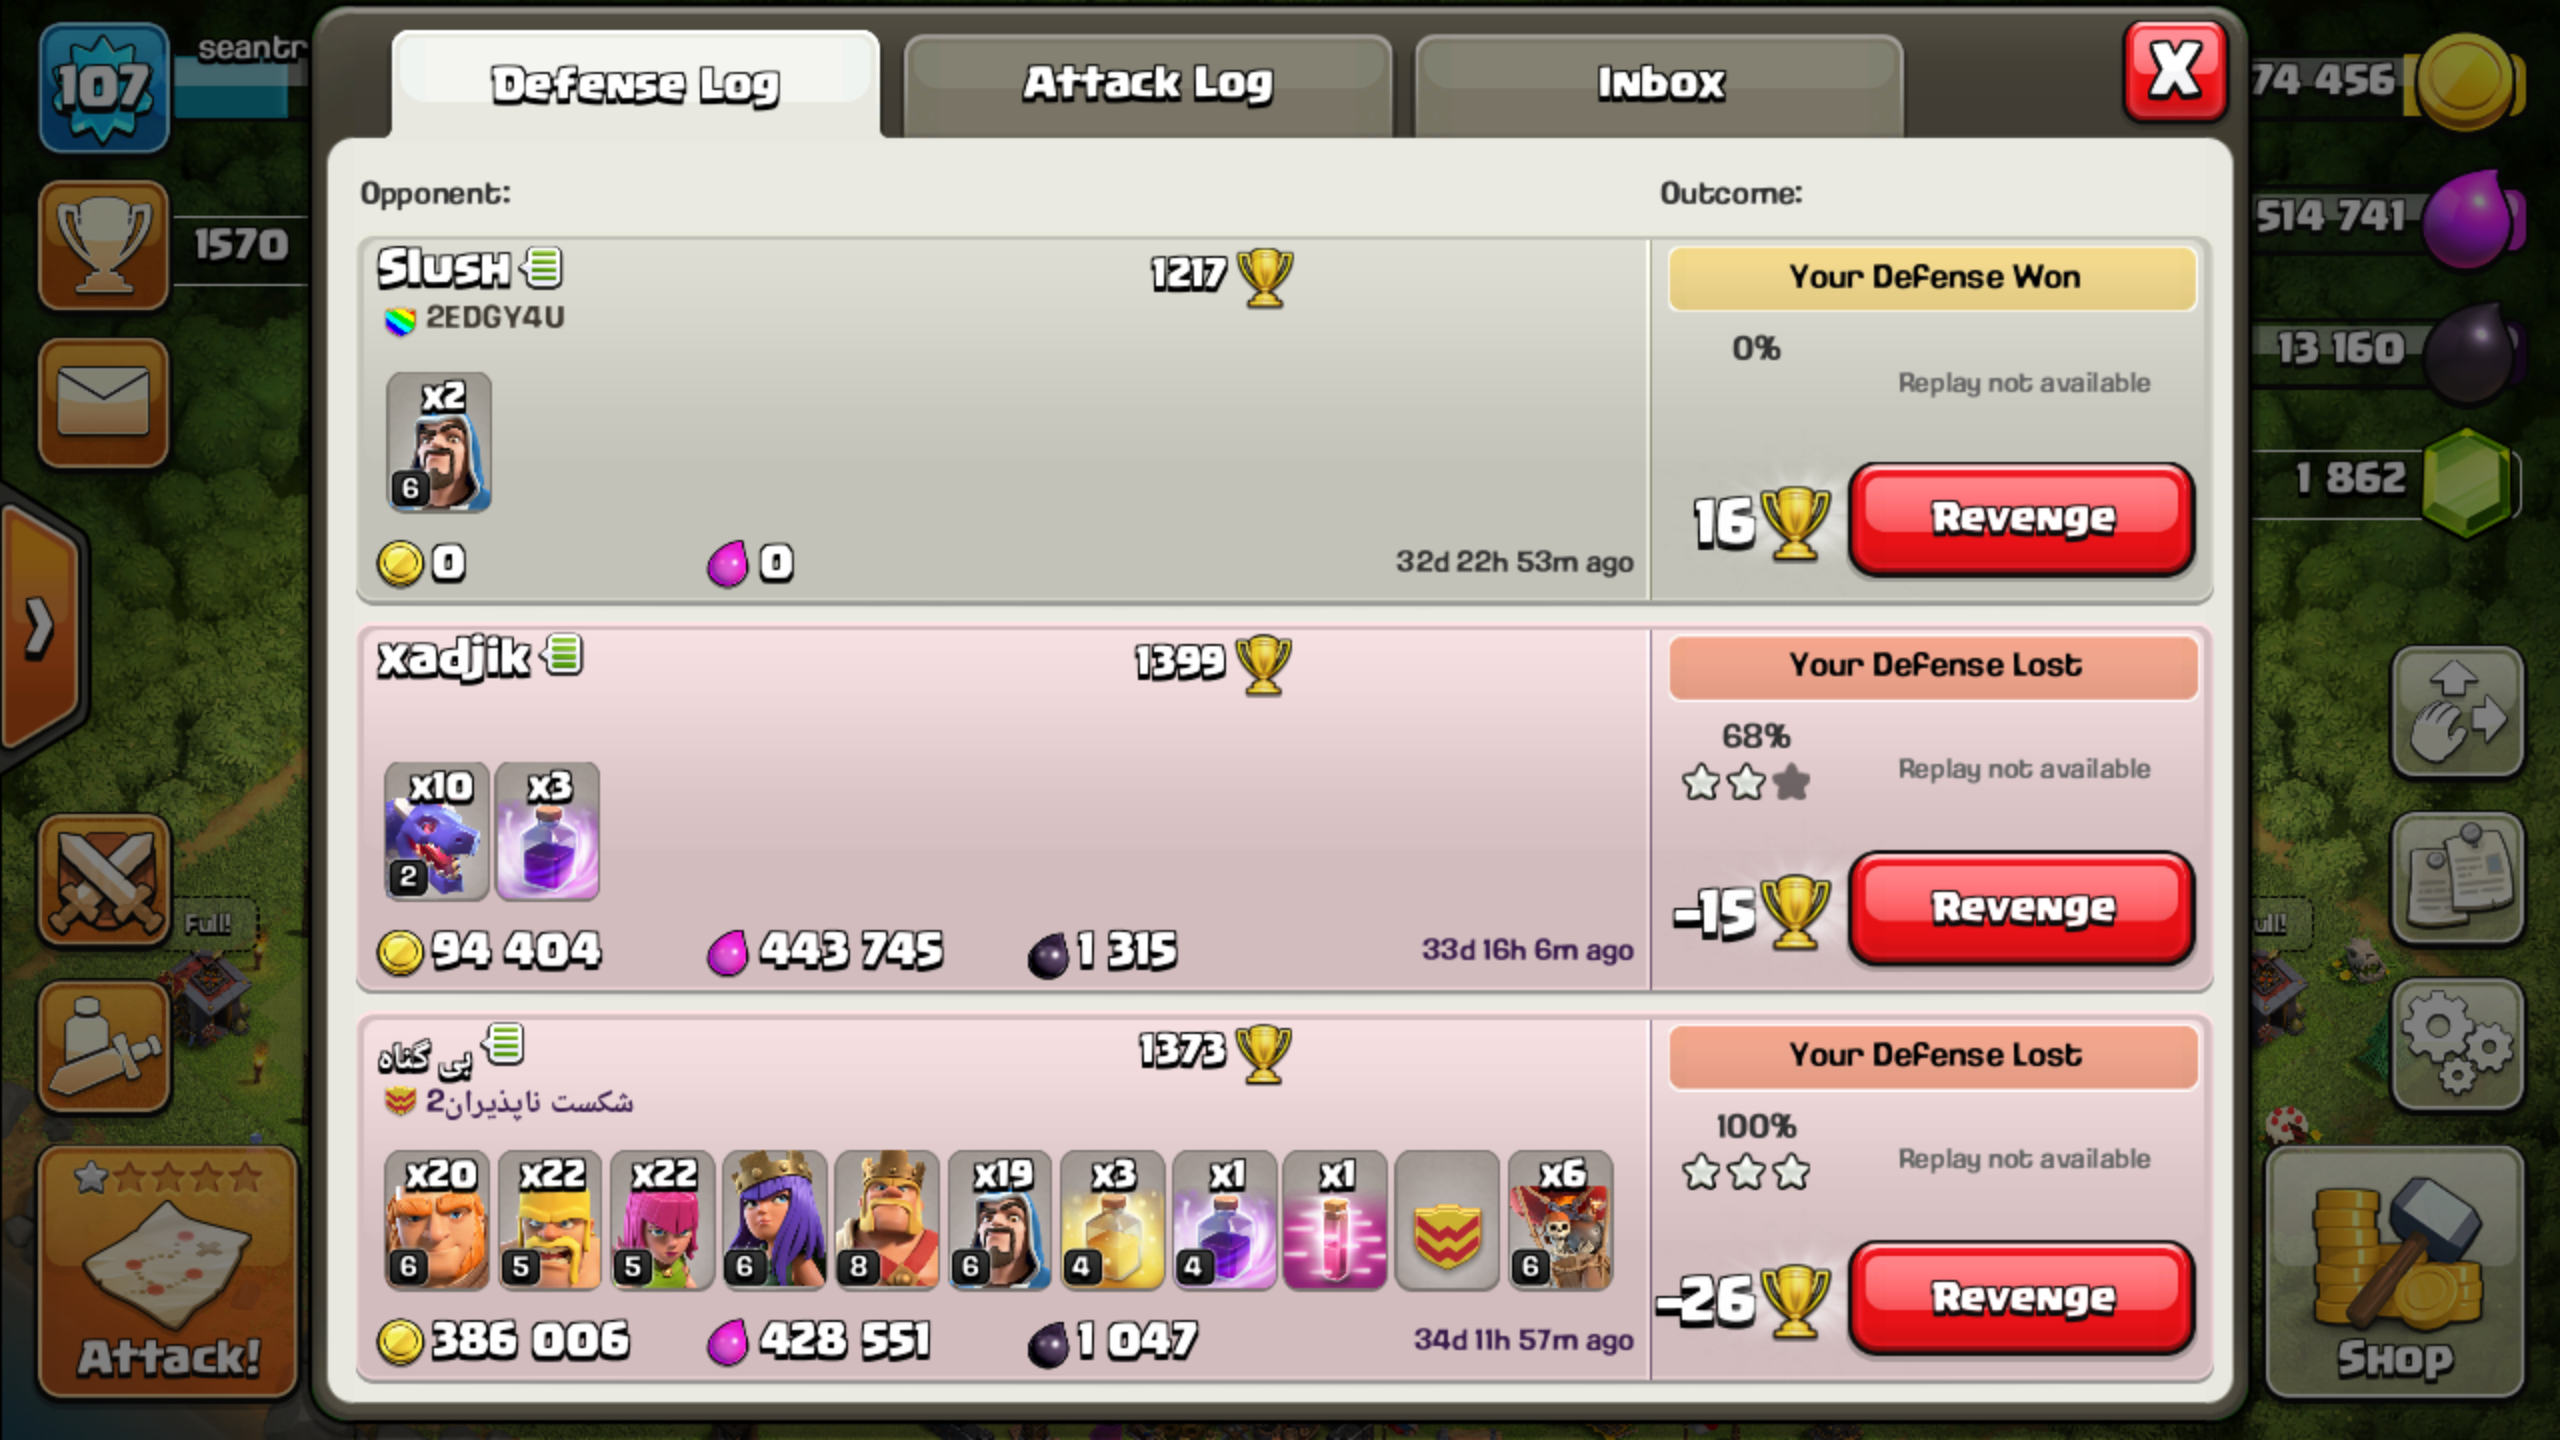 107
seantr
Defense Log
Attack Log
Inbox
X
74 456
1570
514 741
13 160
1 862
Opponent:
Outcome:
Slush
1217
Your Defense Won
2EDGY4U
0%
Replay not available
x2
6
16
Revenge
0
0
32d 22h 53m ago
xadjik
1399
Your Defense Lost
68%
Replay not available
x10
x3
2
-15
Revenge
94 404
443 745
1 315
33d 16h 6m ago
Full!
ull!
بی گناه
1373
Your Defense Lost
شکست ناپذیران2
100%
Replay not available
x20
x22
x22
x19
x3
x1
x1
x6
6
5
5
6
8
6
4
4
6
-26
Revenge
386 006
428 551
1 047
34d 11h 57m ago
Attack!
Shop